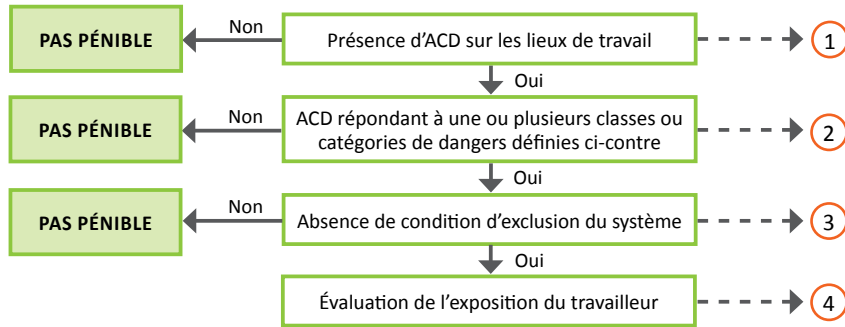 PAS PÉNIBLE
Non
Présence d’ACD sur les lieux de travail
1
Oui
PAS PÉNIBLE
Non
ACD répondant à une ou plusieurs classes ou
catégories de dangers définies ci-contre
2
Oui
PAS PÉNIBLE
Non
Absence de condition d’exclusion du système
3
Oui
Évaluation de l’exposition du travailleur
4